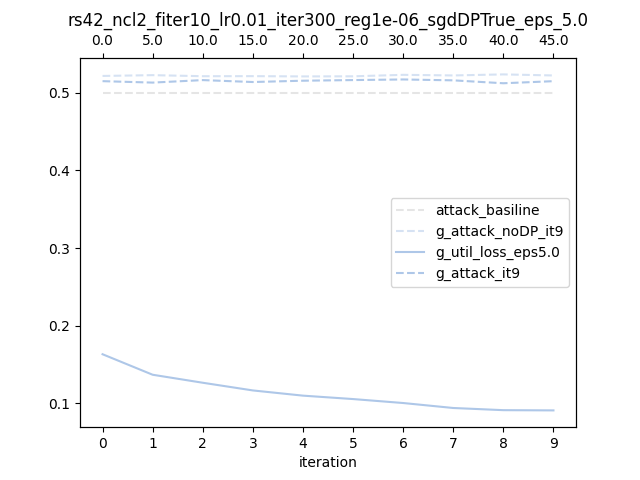 rs42_ncl2_fiter10_lr0.01_iter300_reg1e-06_sgdDPTrue_eps_5.0
0.0 5.0 10.0 15.0 20.0 25.0 30.0 35.0 40.0 45.0
0.5
0.4
0.3
0.2
0.1
attack_basiline
g_attack_noDP_it9
g_util_loss_eps5.0
g_attack_it9
0 1 2 3 4 5 6 7 8 9
iteration